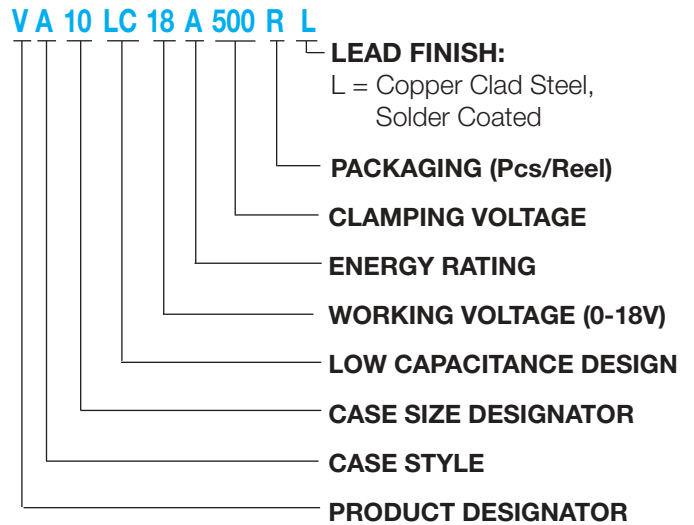 V A 10 LC 18 A 500 R L
LEAD FINISH:
L = Copper Clad Steel,
Solder Coated
PACKAGING (Pcs/Reel)
CLAMPING VOLTAGE
ENERGY RATING
WORKING VOLTAGE (0-18V)
LOW CAPACITANCE DESIGN
CASE SIZE DESIGNATOR
CASE STYLE
PRODUCT DESIGNATOR